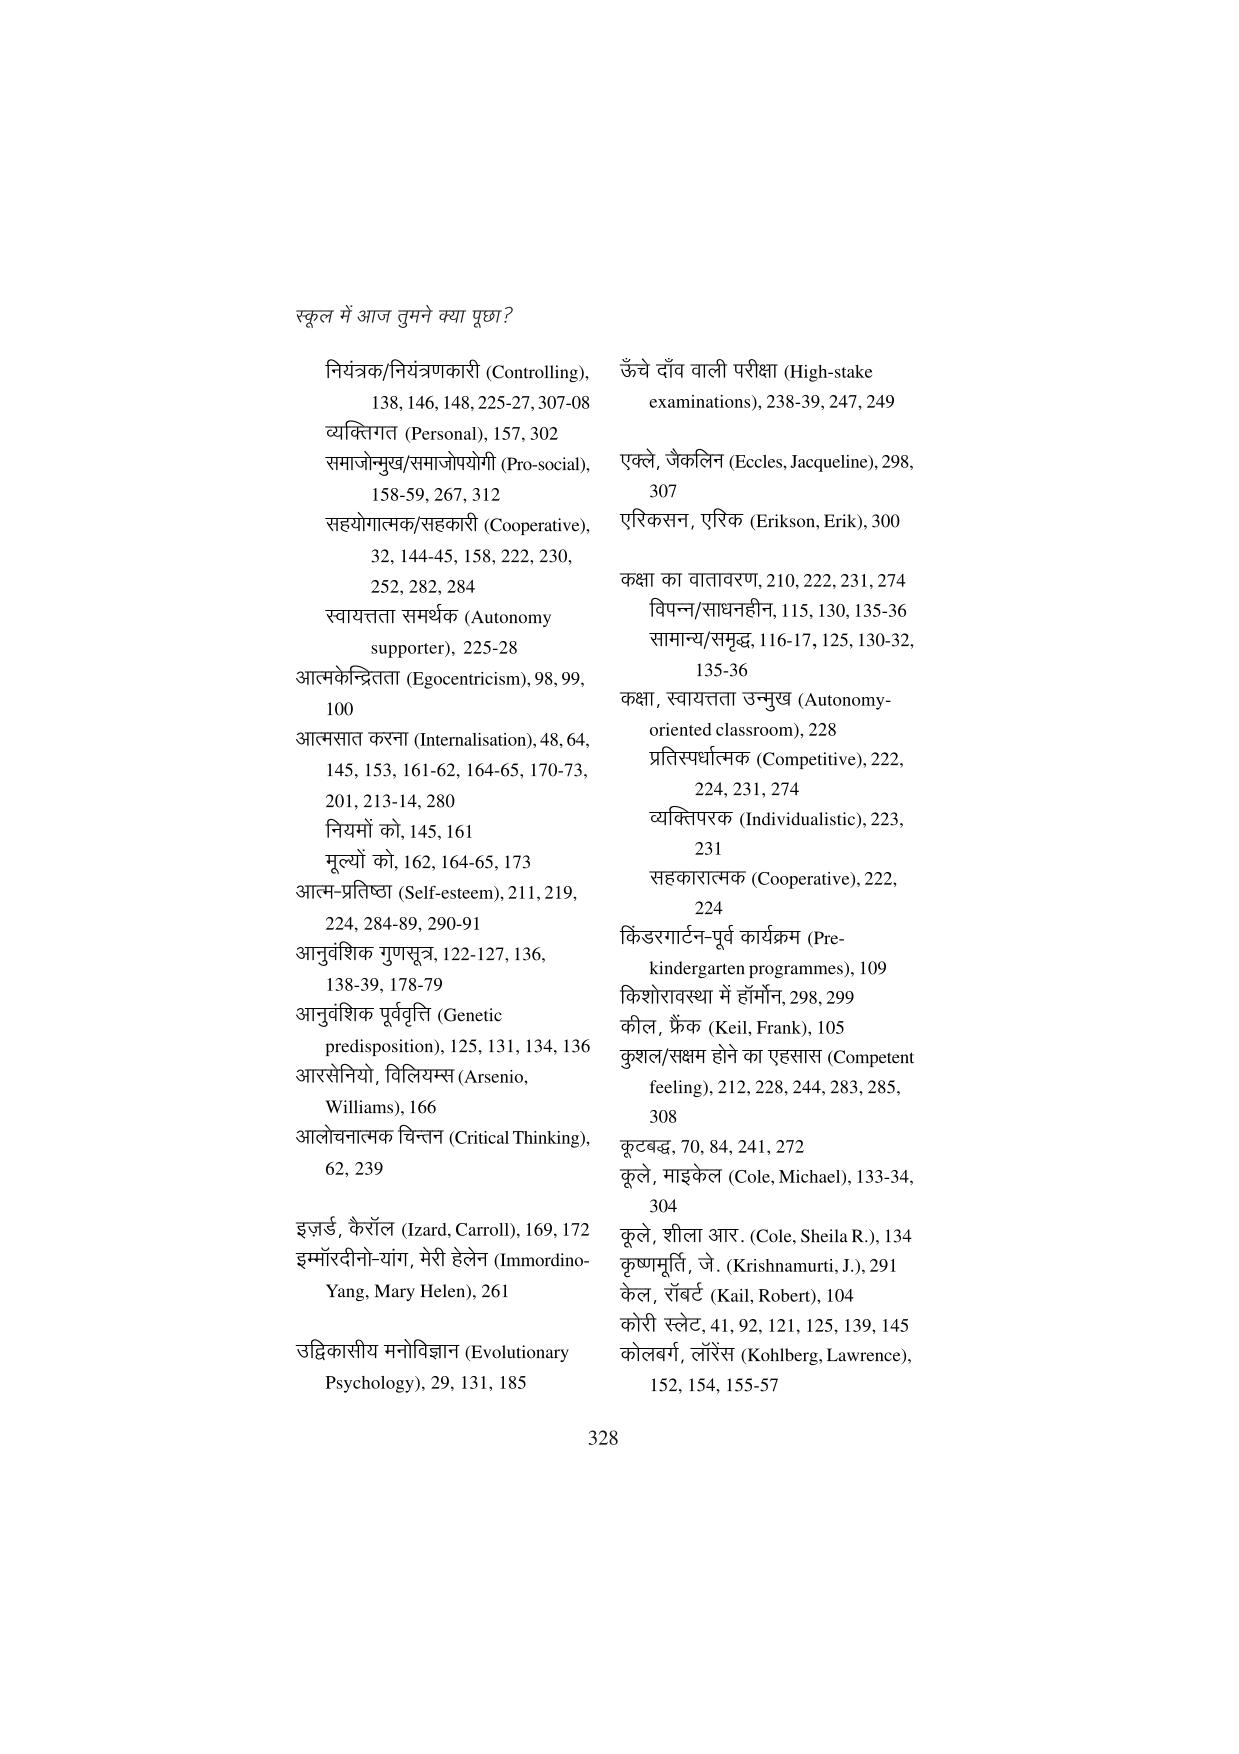 स्कूल में आज तुमने क्या पूछा?
नियंत्रक/नियंत्रणकारी (Controlling),
138, 146, 148, 225-27, 307-08
व्यक्तिगत (Personal), 157, 302
समाजोन्मुख/समाजोपयोगी (Pro-social),
158-59, 267, 312
सहयोगात्मक/सहकारी (Cooperative),
32, 144-45, 158, 222, 230,
252, 282, 284
स्वायत्तता समर्थक (Autonomy
supporter), 225-28
आत्मकेन्द्रितता (Egocentricism), 98, 99,
100
आत्मसात करना (Internalisation), 48, 64,
145, 153, 161-62, 164-65, 170-73,
201, 213-14, 280
नियमों को, 145, 161
मूल्यों को, 162, 164-65, 173
आत्म-प्रतिष्ठा (Self-esteem), 211, 219,
224, 284-89, 290-91
आनुवंशिक गुणसूत्र, 122-127, 136,
138-39, 178-79
आनुवंशिक पूर्ववृत्ति (Genetic
predisposition), 125, 131, 134, 136
आरसेनियो, विलियम्स (Arsenio,
Williams), 166
आलोचनात्मक चिन्तन (Critical Thinking),
62, 239
इज़र्ड, कैरॉल (Izard, Carroll), 169, 172
इम्मॉरदीनो-यांग, मेरी हेलेन (Immordino-
Yang, Mary Helen), 261
उद्विकासीय मनोविज्ञान (Evolutionary
Psychology), 29, 131, 185
ऊँचे दाँव वाली परीक्षा (High-stake
examinations), 238-39, 247, 249
एक्ले, जैकलिन (Eccles, Jacqueline), 298,
307
एरिकसन, एरिक (Erikson, Erik), 300
कक्षा का वातावरण, 210, 222, 231, 274
विपन्न/साधनहीन, 115, 130, 135-36
सामान्य/समृद्ध, 116-17, 125, 130-32,
135-36
कक्षा, स्वायत्तता उन्मुख (Autonomy-
oriented classroom), 228
प्रतिस्पर्धात्मक (Competitive), 222,
224, 231, 274
व्यक्तिपरक (Individualistic), 223,
231
सहकारात्मक (Cooperative), 222,
224
किंडरगार्टन-पूर्व कार्यक्रम (Pre-
kindergarten programmes), 109
किशोरावस्था में हॉर्मोन, 298, 299
कील, फ्रैंक (Keil, Frank), 105
कुशल/सक्षम होने का एहसास (Competent
feeling), 212, 228, 244, 283, 285,
308
कूटबद्ध, 70, 84, 241, 272
कूले, माइकेल (Cole, Michael), 133-34,
304
कूले, शीला आर. (Cole, Sheila R.), 134
कृष्णमूर्ति, जे. (Krishnamurti, J.), 291
केल, रॉबर्ट (Kail, Robert), 104
कोरी स्लेट, 41, 92, 121, 125, 139, 145
कोलबर्ग, लॉरेंस (Kohlberg, Lawrence),
152, 154, 155-57
328